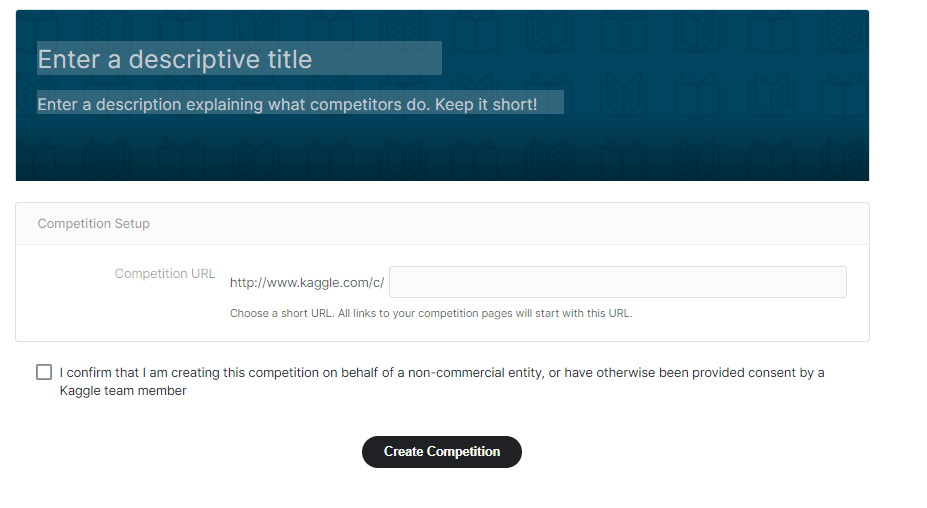 Enter a descriptive title
Enter a description explaining what competitors do. Keep it short!
Competition Setup
Competition URL
http://www.kaggle.com/c/
Choose a short URL. All links to your competition pages will start with this URL.
I confirm that I am creating this competition on behalf of a non-commercial entity, or have otherwise been provided consent by a
Kaggle team member
Create Competition